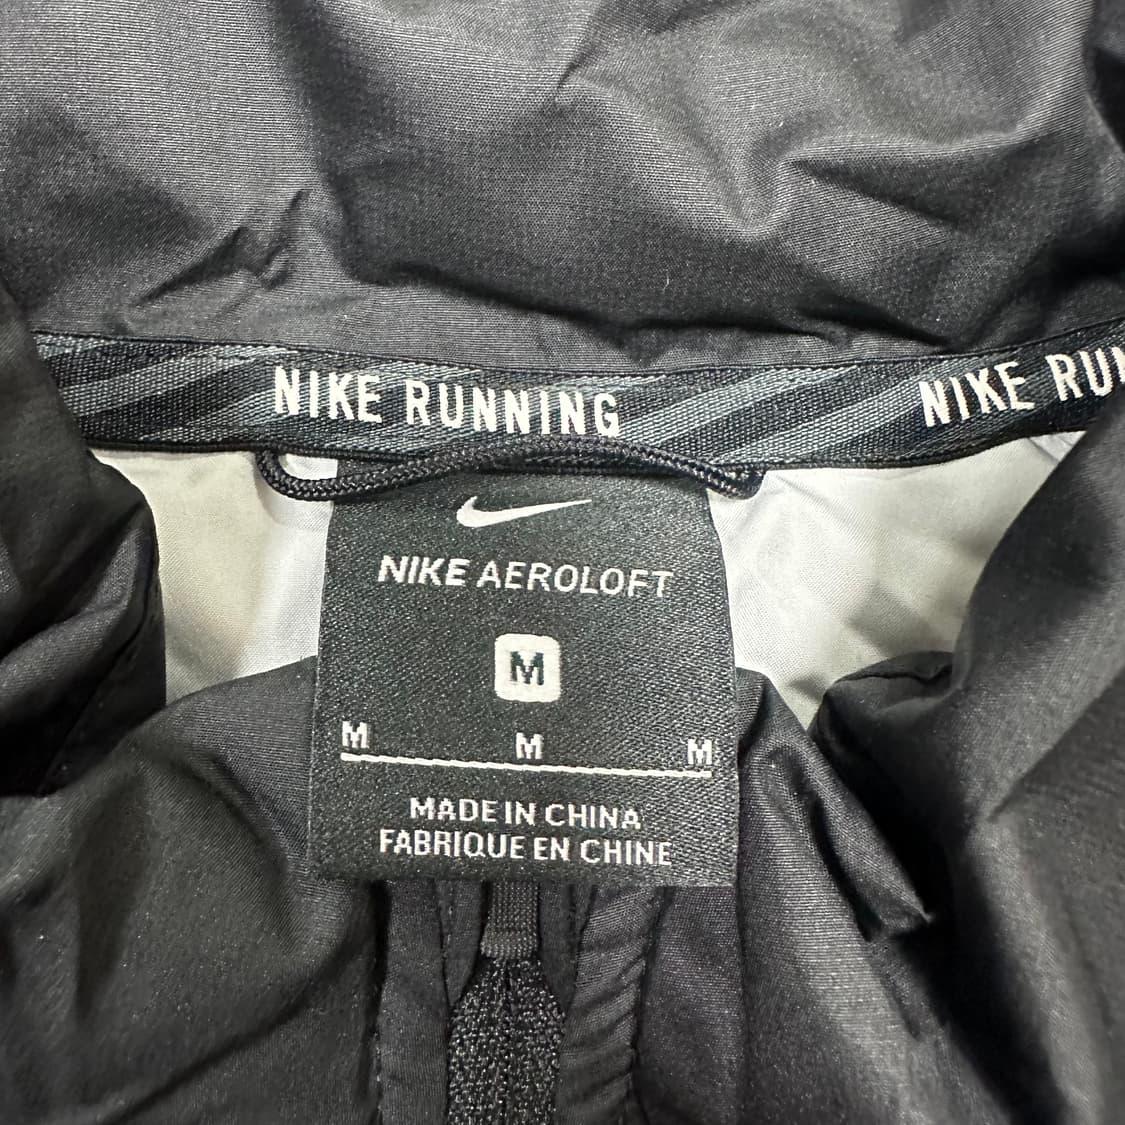 NIKE RUNNING
NIKE RUN
NIKE AEROLOFT
M
M M M
MADE IN CHINA
FABRIQUE EN CHINE